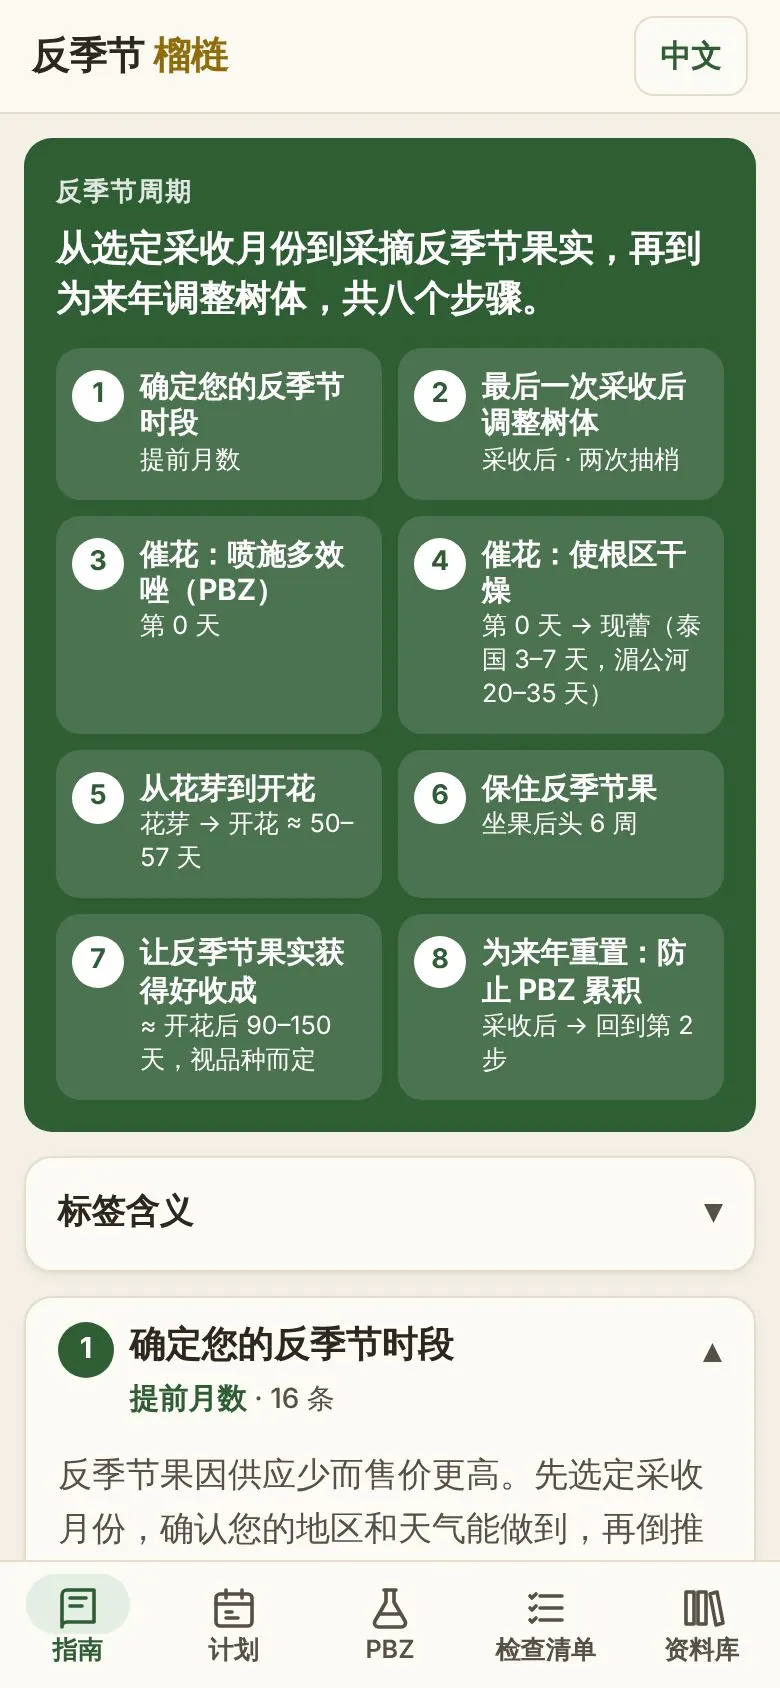 反季节 榴梿
中文
反季节周期
从选定采收月份到采摘反季节果实，再到
为来年调整树体，共八个步骤。
1
确定您的反季节
时段
提前月数
2
最后一次采收后
调整树体
采收后 · 两次抽梢
3
催花：喷施多效
唑（PBZ）
第 0 天
4
催花：使根区干
燥
第 0 天 → 现蕾（泰
国 3–7 天，湄公河
20–35 天）
5
从花芽到开花
花芽 → 开花 ≈ 50–
57 天
6
保住反季节果
坐果后头 6 周
7
让反季节果实获
得好收成
≈ 开花后 90–150
天，视品种而定
8
为来年重置：防
止 PBZ 累积
采收后 → 回到第 2
步
标签含义 ▼
1 确定您的反季节时段 ▲
提前月数 · 16 条
反季节果因供应少而售价更高。先选定采收
月份，确认您的地区和天气能做到，再倒推
指南
计划
PBZ
检查清单
资料库